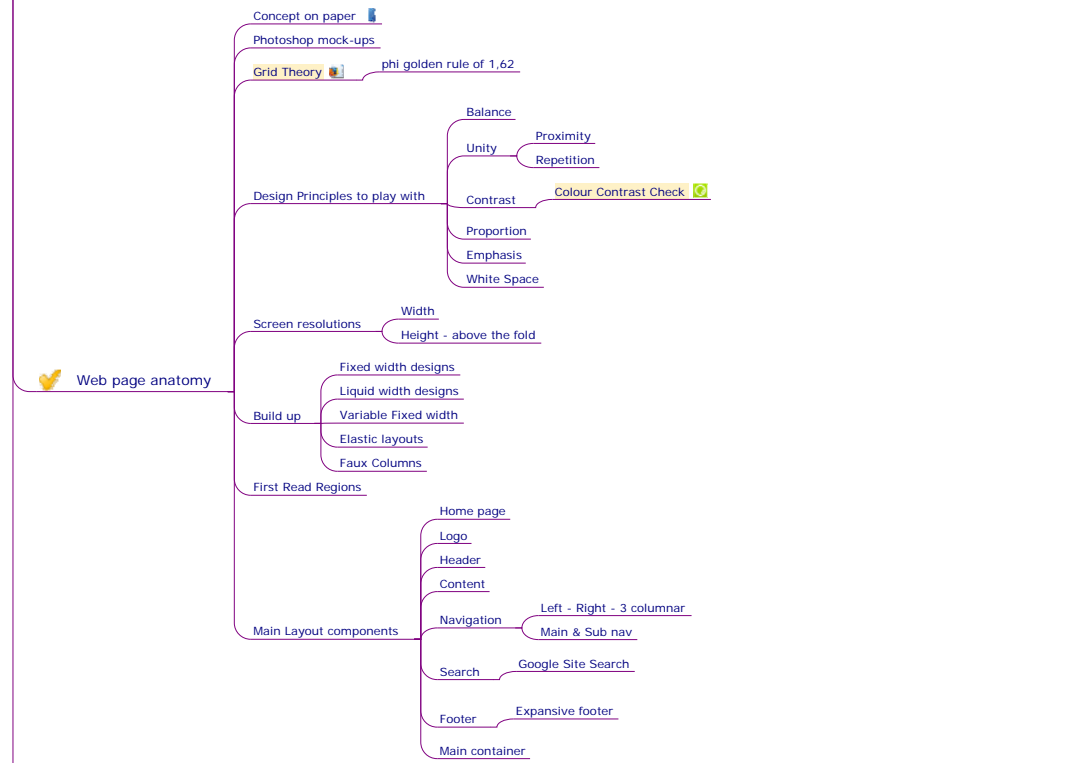 Concept on paper
Photoshop mock-ups
Grid Theory
phi golden rule of 1,62
Design Principles to play with
Balance
Unity
Proximity
Repetition
Contrast
Colour Contrast Check
Proportion
Emphasis
White Space
Screen resolutions
Width
Height - above the fold
Web page anatomy
Build up
Fixed width designs
Liquid width designs
Variable Fixed width
Elastic layouts
Faux Columns
First Read Regions
Main Layout components
Home page
Logo
Header
Content
Navigation
Left - Right - 3 columnar
Main & Sub nav
Search
Google Site Search
Footer
Expansive footer
Main container